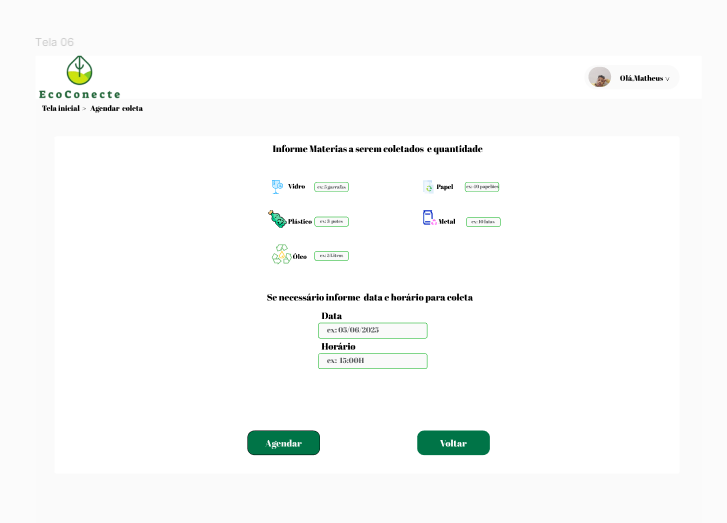 Tela 06
EcoConecte
Olá,Matheus v
Tela inicial > Agendar coleta
Informe Materias a serem coletados e quantidade
Vidro ex: 5 garrafas
Papel ex: 10 papelões
Plástico ex: 3 potes
Metal ex: 10 latas
Óleo ex: 2 Litros
Se necessário informe data e horário para coleta
Data
ex: 05/06/2025
Horário
ex: 15:00H
Agendar
Voltar